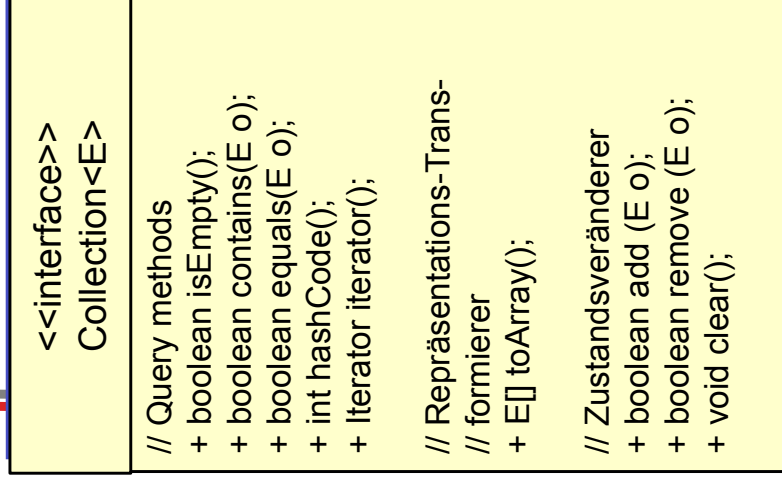 <<interface>>
Collection<E>
// Query methods
+ boolean isEmpty();
+ boolean contains(E o);
+ boolean equals(E o);
+ int hashCode();
+ Iterator iterator();
// Repräsentations-Trans-
// formierer
+ E[] toArray();
// Zustandsveränderer
+ boolean add (E o);
+ boolean remove (E o);
+ void clear();